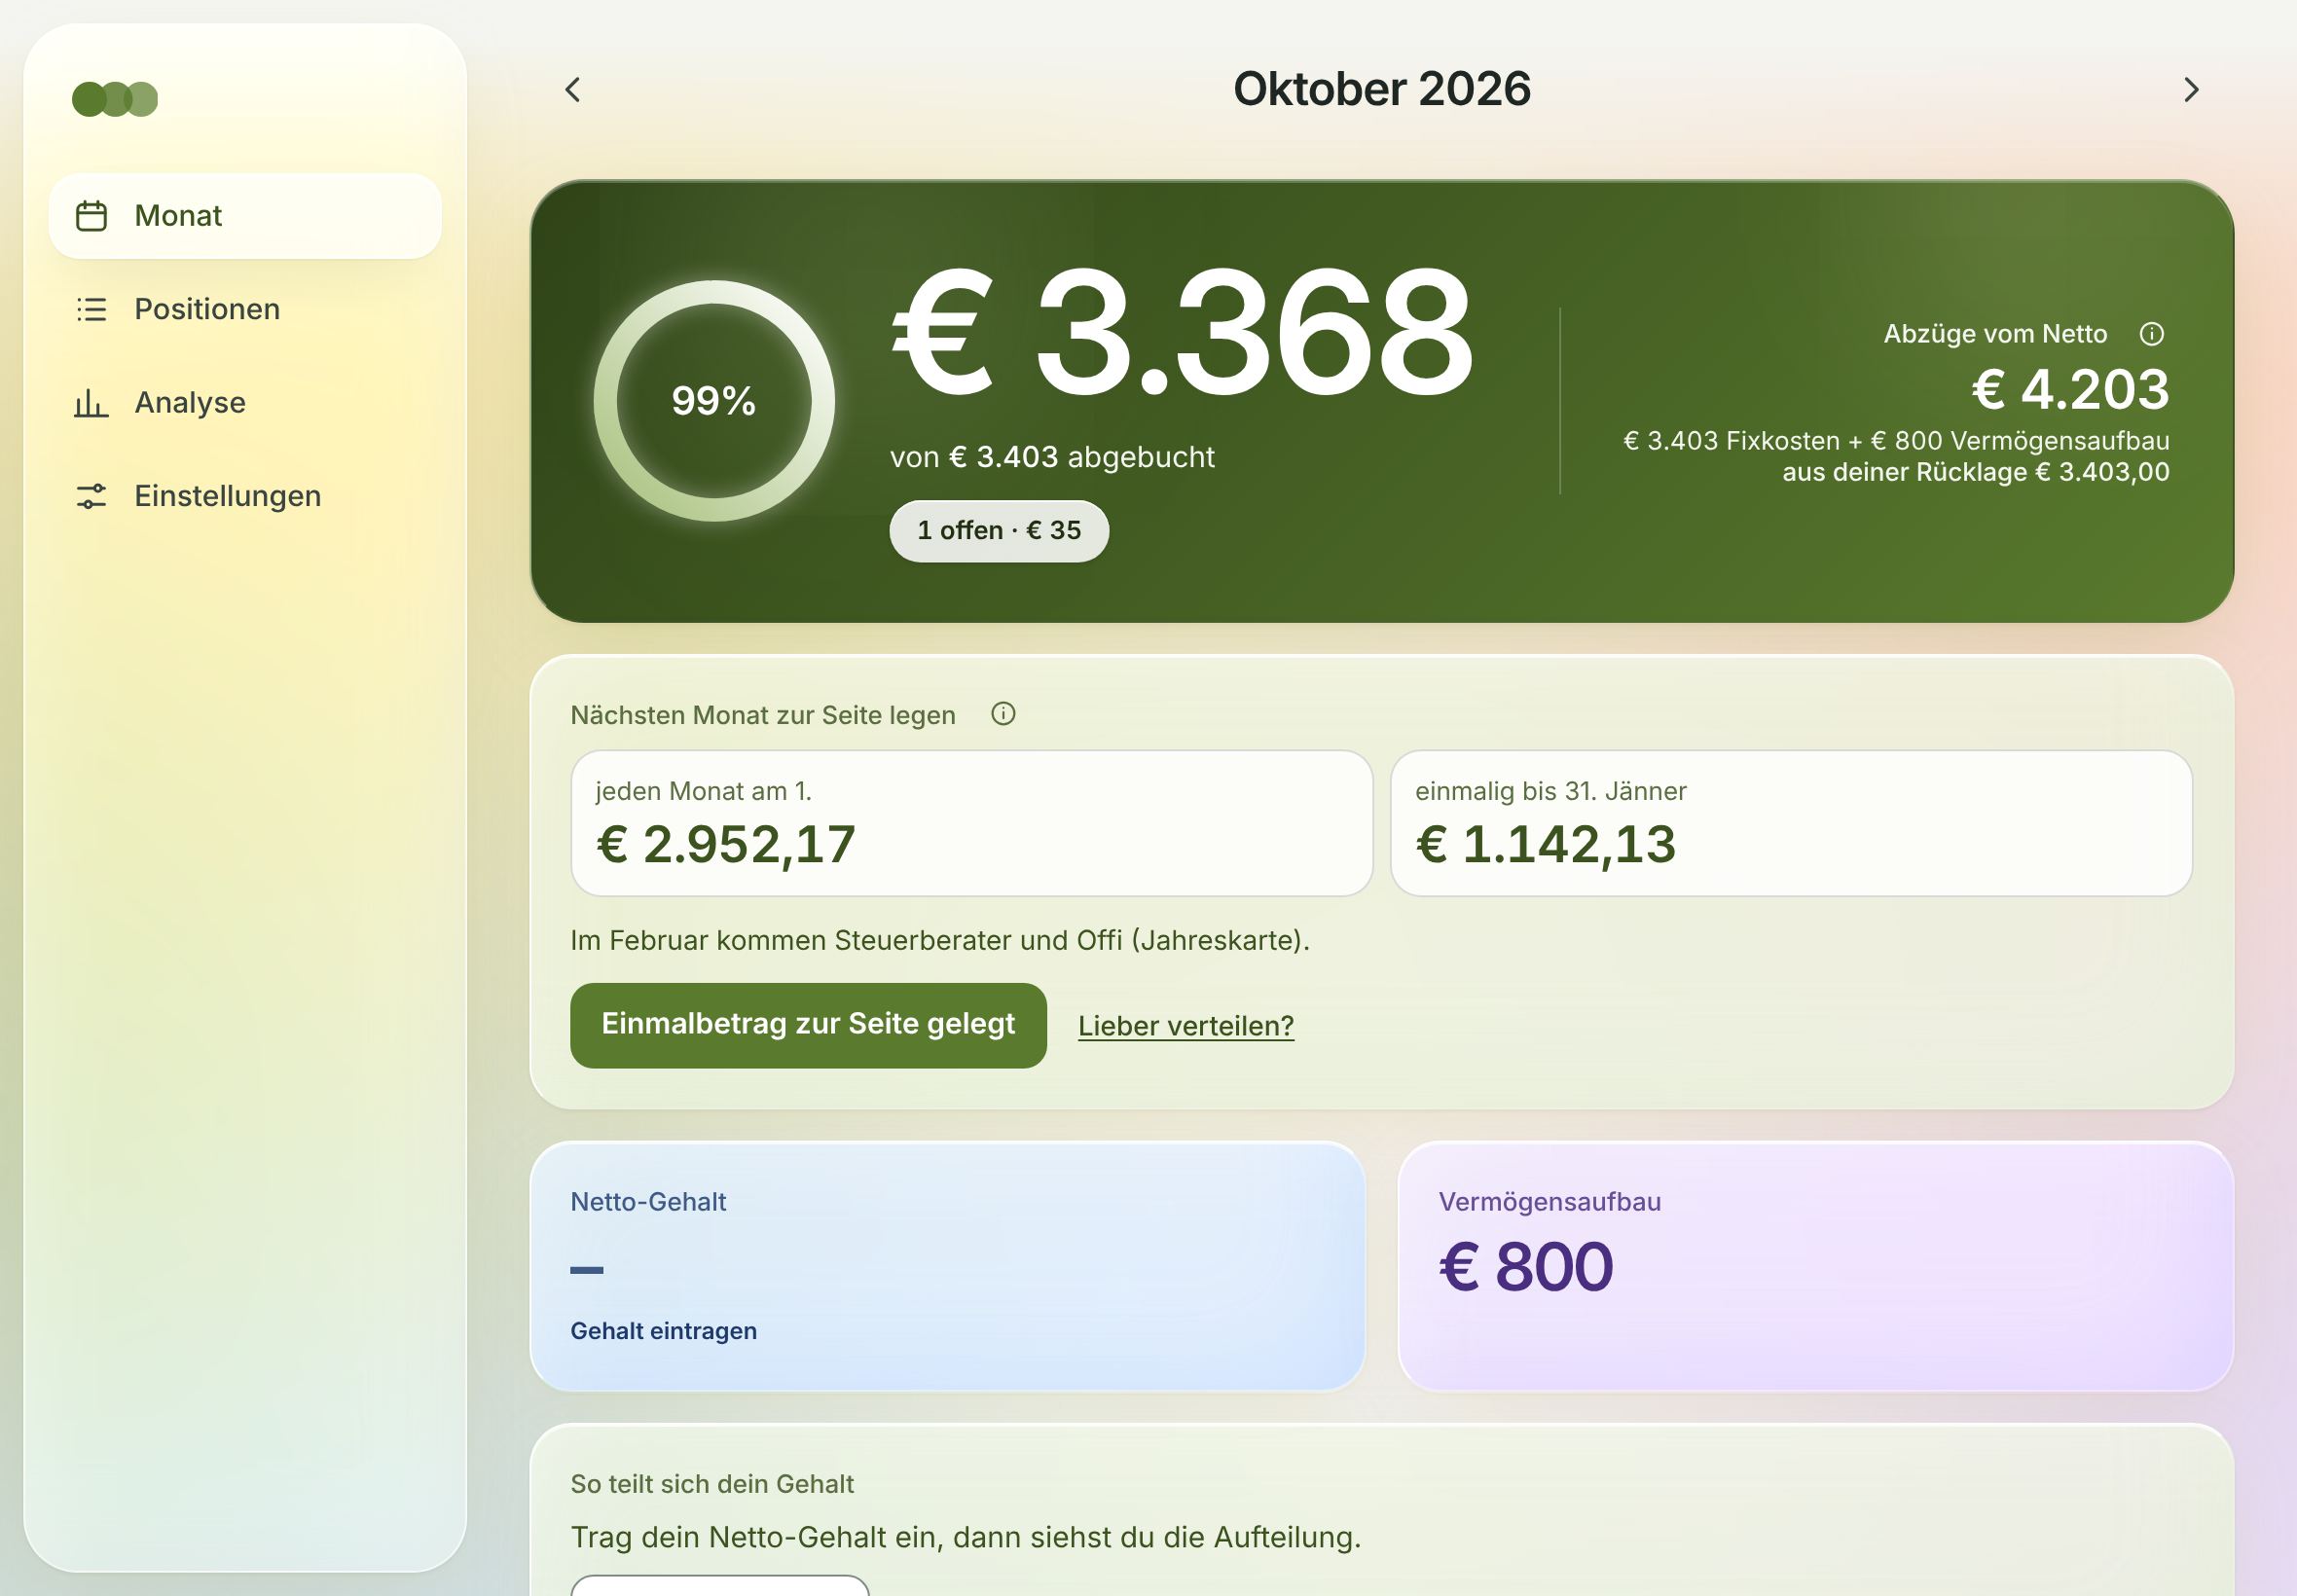 Oktober 2026
Monat
Positionen
Analyse
Einstellungen
99%
€ 3.368
von € 3.403 abgebucht
1 offen · € 35
Abzüge vom Netto
€ 4.203
€ 3.403 Fixkosten + € 800 Vermögensaufbau
aus deiner Rücklage € 3.403,00
Nächsten Monat zur Seite legen
jeden Monat am 1.
€ 2.952,17
einmalig bis 31. Jänner
€ 1.142,13
Im Februar kommen Steuerberater und Offi (Jahreskarte).
Einmalbetrag zur Seite gelegt
Lieber verteilen?
Netto-Gehalt
–
Gehalt eintragen
Vermögensaufbau
€ 800
So teilt sich dein Gehalt
Trag dein Netto-Gehalt ein, dann siehst du die Aufteilung.